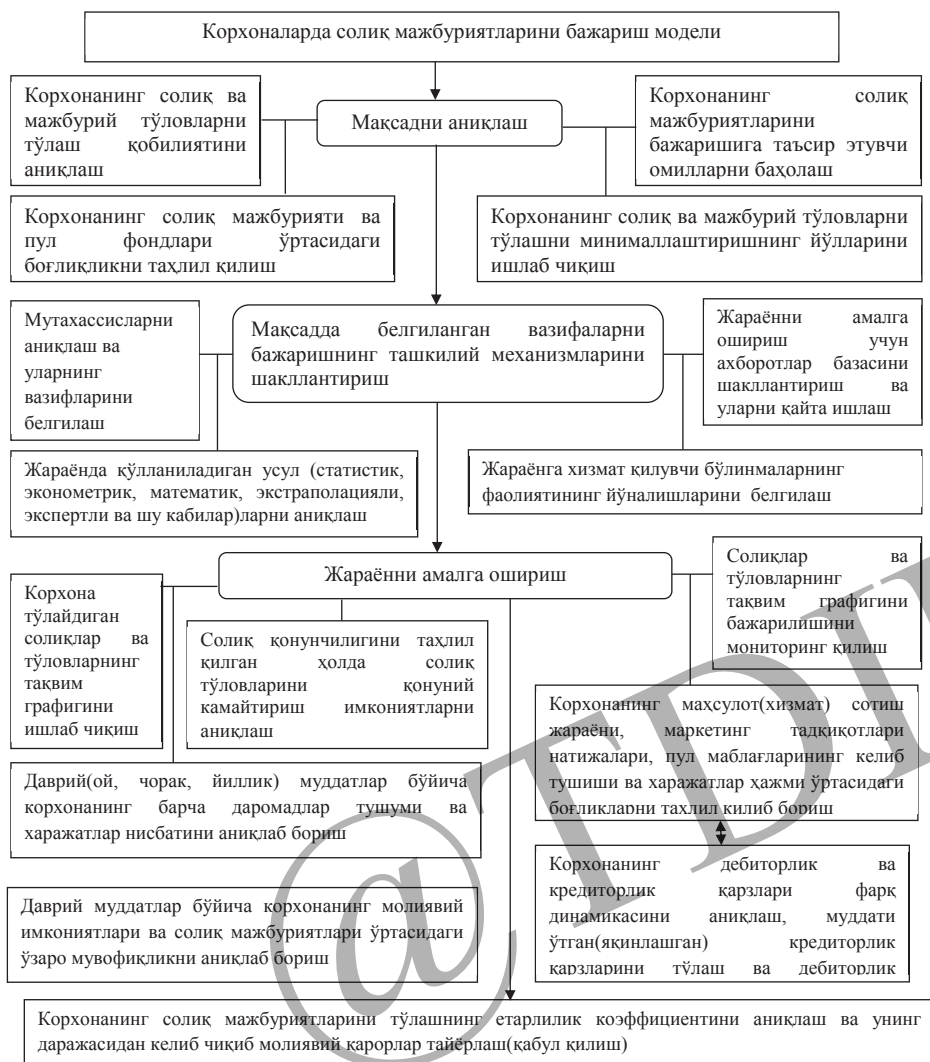 Корхоналарда солиқ мажбуриятларини бажариш модели
Корхонанинг солиқ ва
мажбурий тўловларни
тўлаш қобилиятини
аниқлаш
Мақсадни аниқлаш
Корхонанинг солиқ
мажбуриятларини
бажаришига таъсир этувчи
омилларни баҳолаш
Корхонанинг солиқ мажбурияти ва
пул фондлари ўртасидаги
боғлиқликни таҳлил қилиш
Корхонанинг солиқ ва мажбурий тўловларни
тўлашни минималлаштиришнинг йўлларини
ишлаб чиқиш
Мутахассисларни
аниқлаш ва
уларнинг
вазифларини
белгилаш
Мақсадда белгиланган вазифаларни
бажаришнинг ташкилий механизмларини
шакллантириш
Жараённи амалга
ошириш учун
ахборотлар базасини
шакллантириш ва
уларни қайта ишлаш
Жараёнда қўлланиладиган усул (статистик,
эконометрик, математик, экстраполацияли,
экспертли ва шу кабилар)ларни аниқлаш
Жараёнга хизмат қилувчи бўлинмаларнинг
фаолиятининг йўналишларини белгилаш
Жараённи амалга ошириш
Солиқлар ва
тўловларнинг
тақвим графигини
бажарилишини
мониторинг қилиш
Корхона
тўлайдиган
солиқлар ва
тўловларнинг
тақвим
графигини
ишлаб чиқиш
Солиқ қонунчилигини таҳлил
қилган ҳолда солиқ
тўловларини қонуний
камайтириш имкониятларни
аниқлаш
Корхонанинг маҳсулот(хизмат) сотиш
жараёни, маркетинг тадқиқотлари
натижалари, пул маблағларининг келиб
тушиши ва харажатлар ҳажми ўртасидаги
боғликларни таҳлил килиб бориш
Даврий(ой, чорак, йиллик) муддатлар бўйича
корхонанинг барча даромадлар тушуми ва
харажатлар нисбатини аниқлаб бориш
Даврий муддатлар бўйича корхонанинг молиявий
имкониятлари ва солиқ мажбуриятлари ўртасидаги
ўзаро мувофиқликни аниқлаб бориш
Корхонанинг дебиторлик ва
кредиторлик қарзлари фарқ
динамикасини аниқлаш, муддати
ўтган(яқинлашган) кредиторлик
қарзларини тўлаш ва дебиторлик
Корхонанинг солиқ мажбуриятларини тўлашнинг етарлилик коэффициентини аниқлаш ва унинг
даражасидан келиб чиқиб молиявий қарорлар тайёрлаш(қабул қилиш)